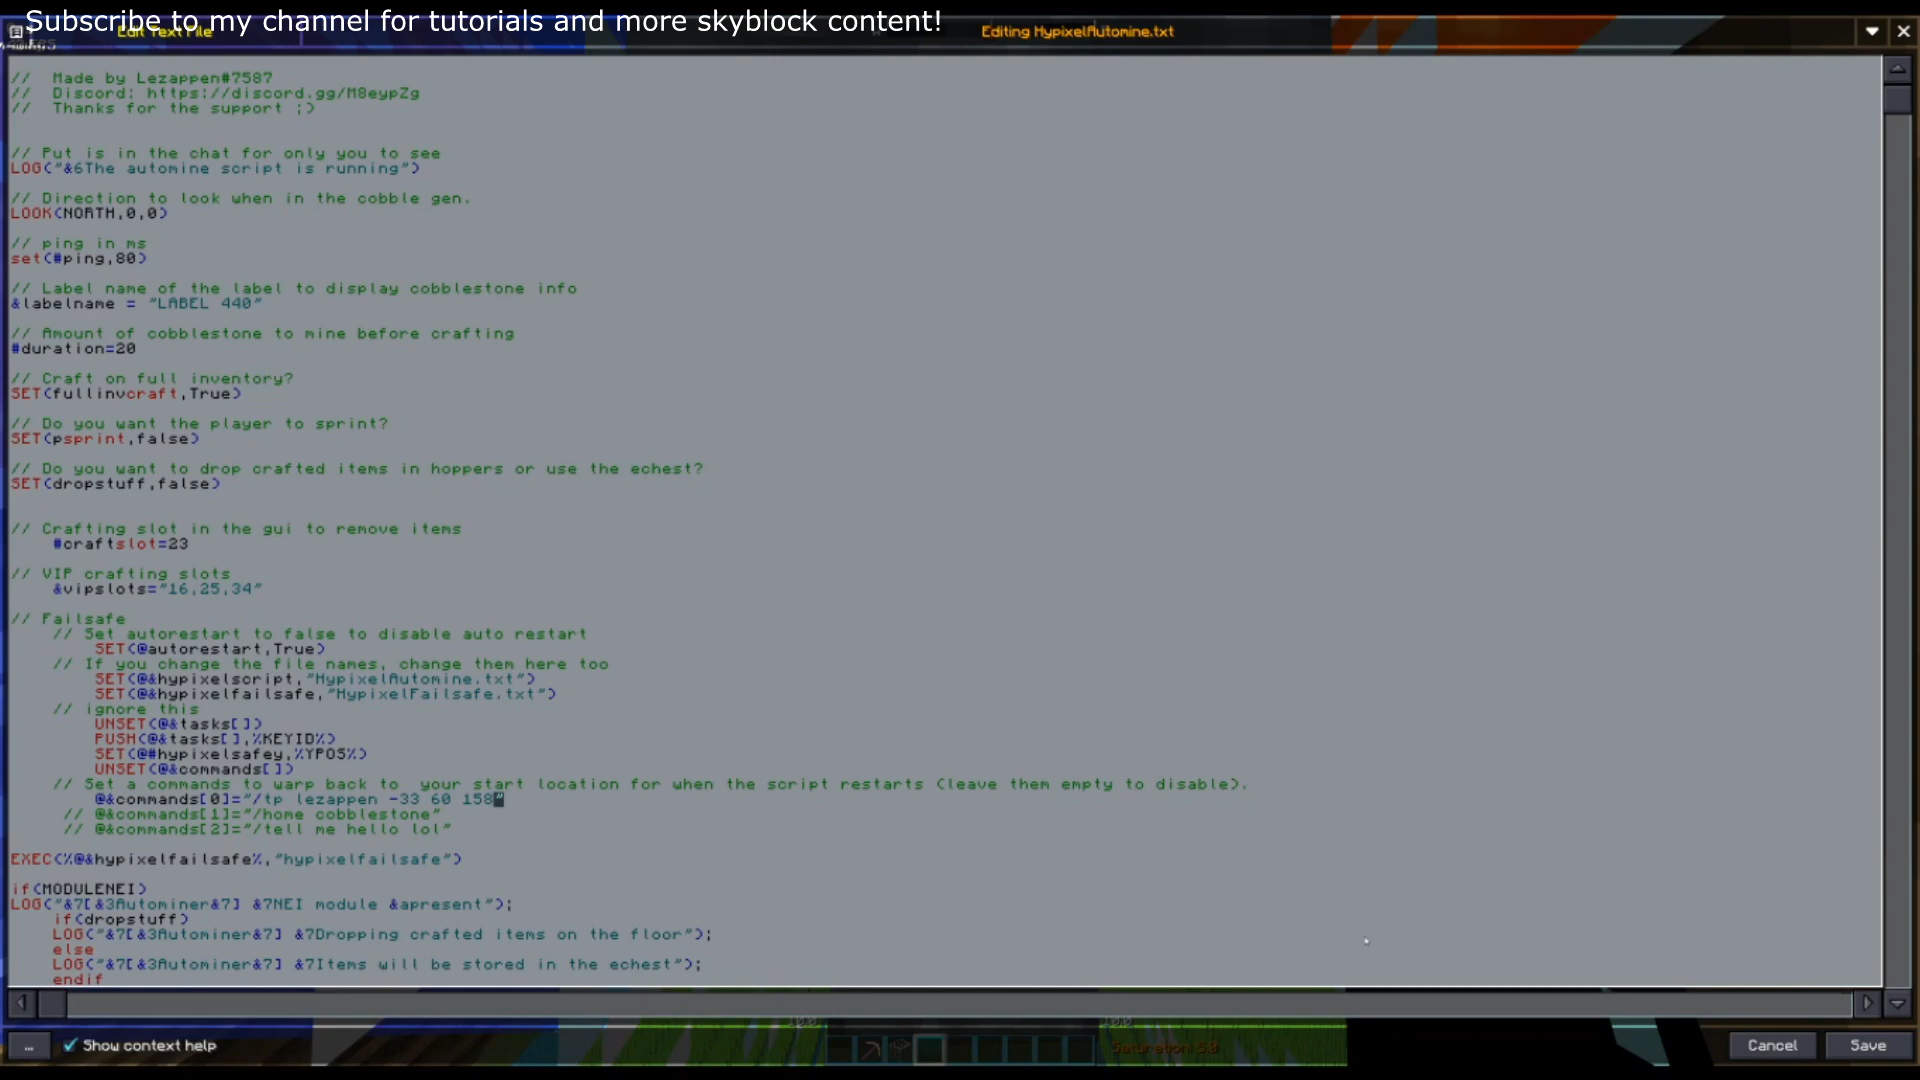 Subscribe to my channel for tutorials and more skyblock content!
Edit Text File
Editing HypixelAutomine.txt
//  Made by Lezappen#7587
//  Discord: https://discord.gg/M8eypZg
//  Thanks for the support ;)
// Put is in the chat for only you to see
LOG("&6The automine script is running")
// Direction to look when in the cobble gen.
LOOK(NORTH,0,0)
// ping in ms
set(#ping,80)
// Label name of the label to display cobblestone info
&labelname = "LABEL 440"
// Amount of cobblestone to mine before crafting
#duration=20
// Craft on full inventory?
SET(fullinvcraft,True)
// Do you want the player to sprint?
SET(psprint,false)
// Do you want to drop crafted items in hoppers or use the echest?
SET(dropstuff,false)
// Crafting slot in the gui to remove items
#craftslot=23
// VIP crafting slots
&vipslots="16,25,34"
// Failsafe
// Set autorestart to false to disable auto restart
SET(@autorestart,True)
// If you change the file names, change them here too
SET(@&hypixelscript,"HypixelAutomine.txt")
SET(@&hypixelfailsafe,"HypixelFailsafe.txt")
// ignore this
UNSET(@&tasks[])
PUSH(@&tasks[],%KEYID%)
SET(@#hypixelsafey,%YPOS%)
UNSET(@&commands[])
// Set a commands to warp back to  your start location for when the script restarts (leave them empty to disable).
@&commands[0]="/tp lezappen -33 60 158"
// @&commands[1]="/home cobblestone"
// @&commands[2]="/tell me hello lol"
EXEC(%@&hypixelfailsafe%,"hypixelfailsafe")
if(MODULENEI)
LOG("&7[&3Autominer&7] &7NEI module &apresent");
if(dropstuff)
LOG("&7[&3Autominer&7] &7Dropping crafted items on the floor");
else
LOG("&7[&3Autominer&7] &7Items will be stored in the echest");
endif
10.0
10.0
...
Show context help
Saturation: 5.0
Cancel
Save